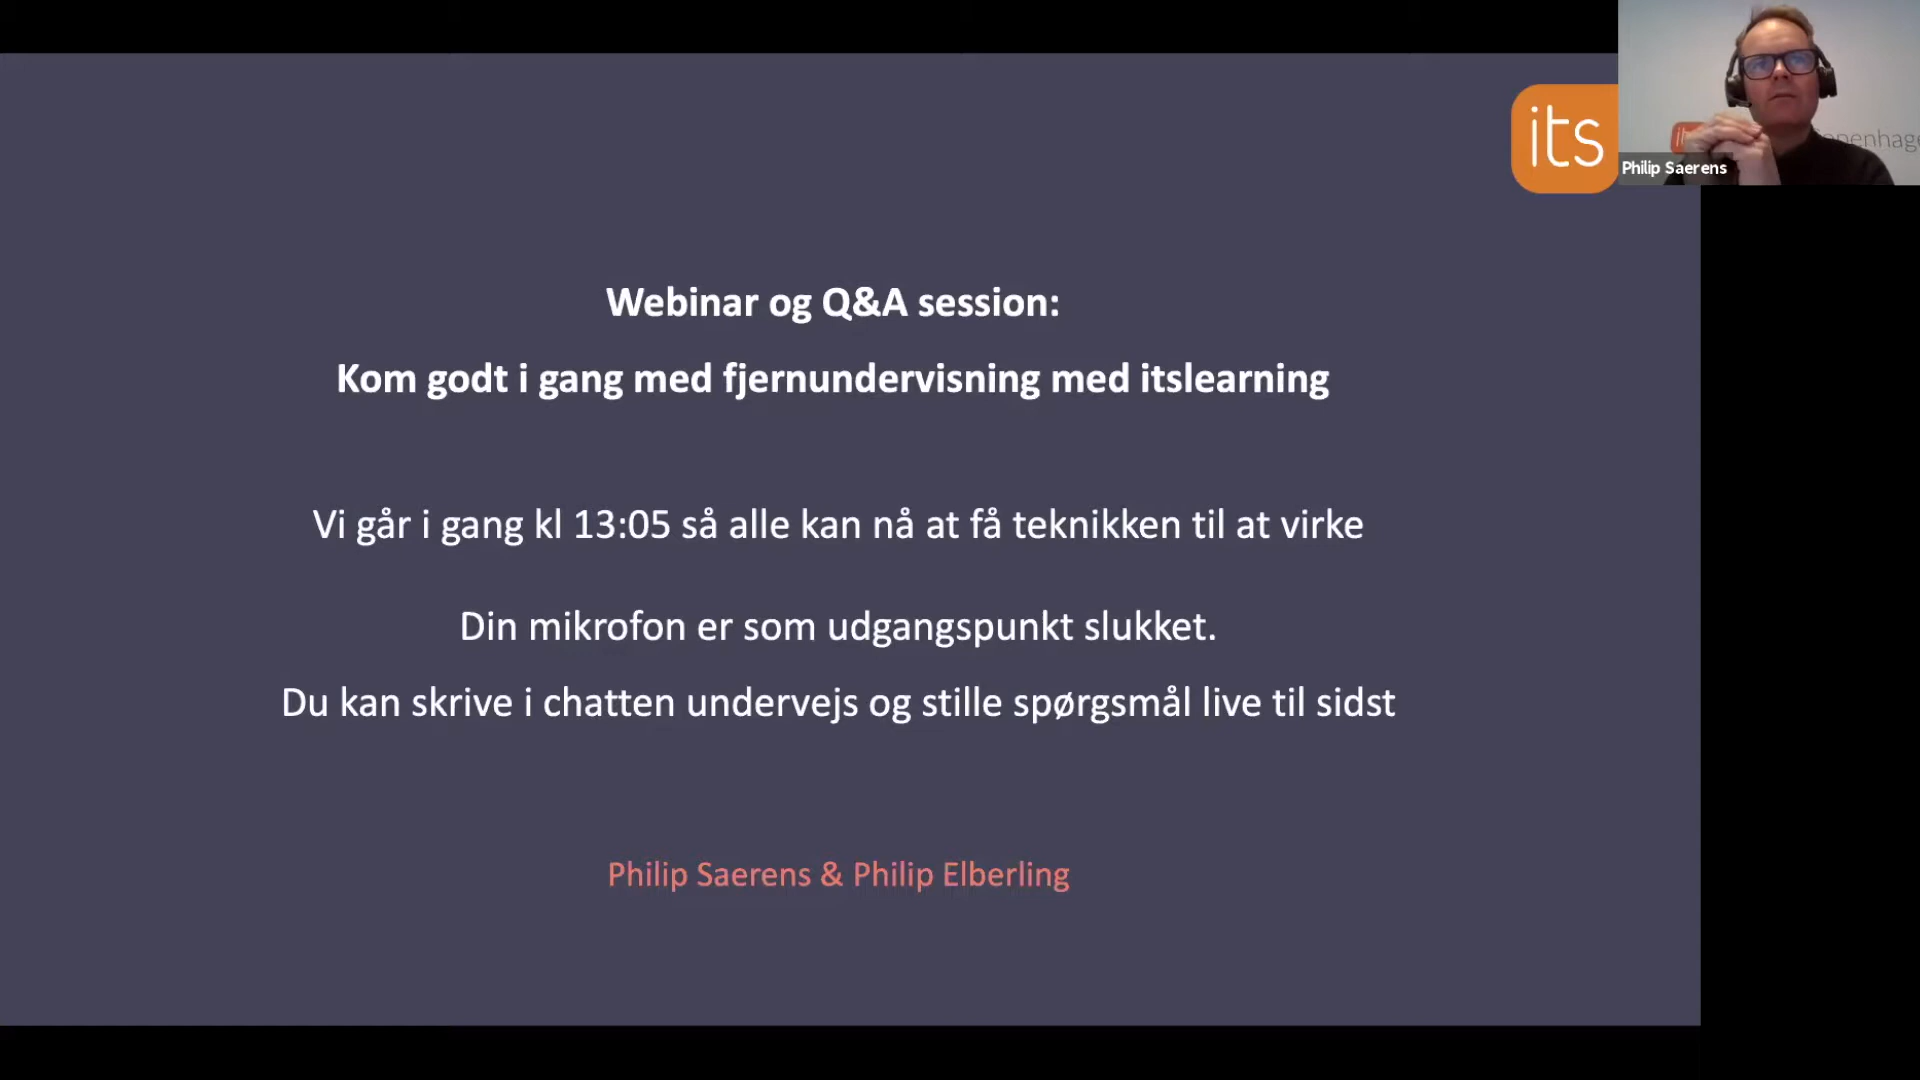 its
Philip Saerens
Webinar og Q&A session:
Kom godt i gang med fjernundervisning med itslearning
Vi går i gang kl 13:05 så alle kan nå at få teknikken til at virke
Din mikrofon er som udgangspunkt slukket.
Du kan skrive i chatten undervejs og stille spørgsmål live til sidst
Philip Saerens & Philip Elberling